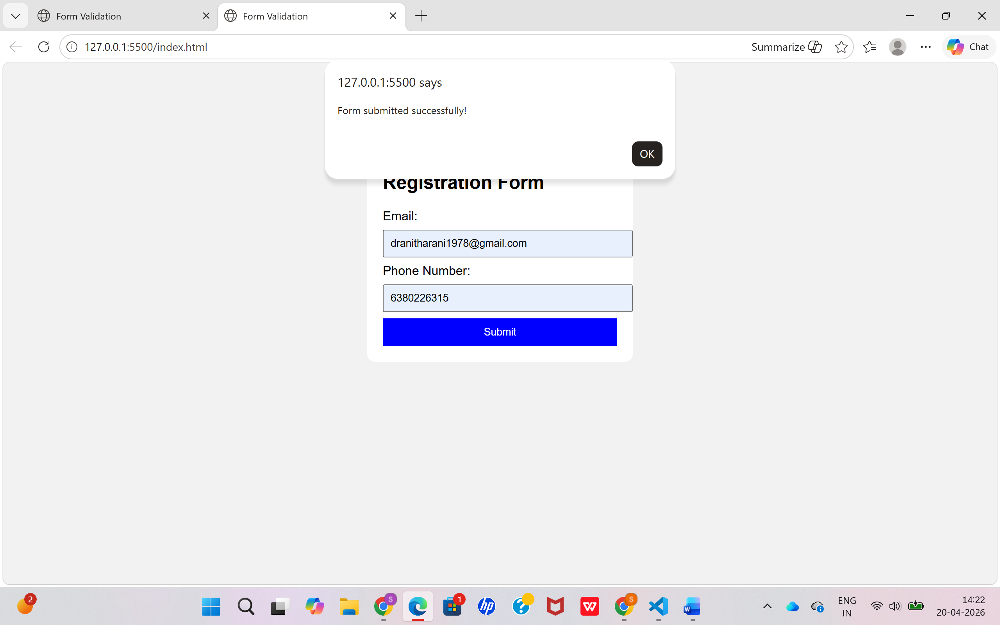 Form Validation
Form Validation
127.0.0.1:5500/index.html
Summarize
Chat
127.0.0.1:5500 says
Form submitted successfully!
OK
Registration Form
Email:
dranitharani1978@gmail.com
Phone Number:
6380226315
Submit
2
S
1
hp
?
W
S
W
ENG
IN
14:22
20-04-2026